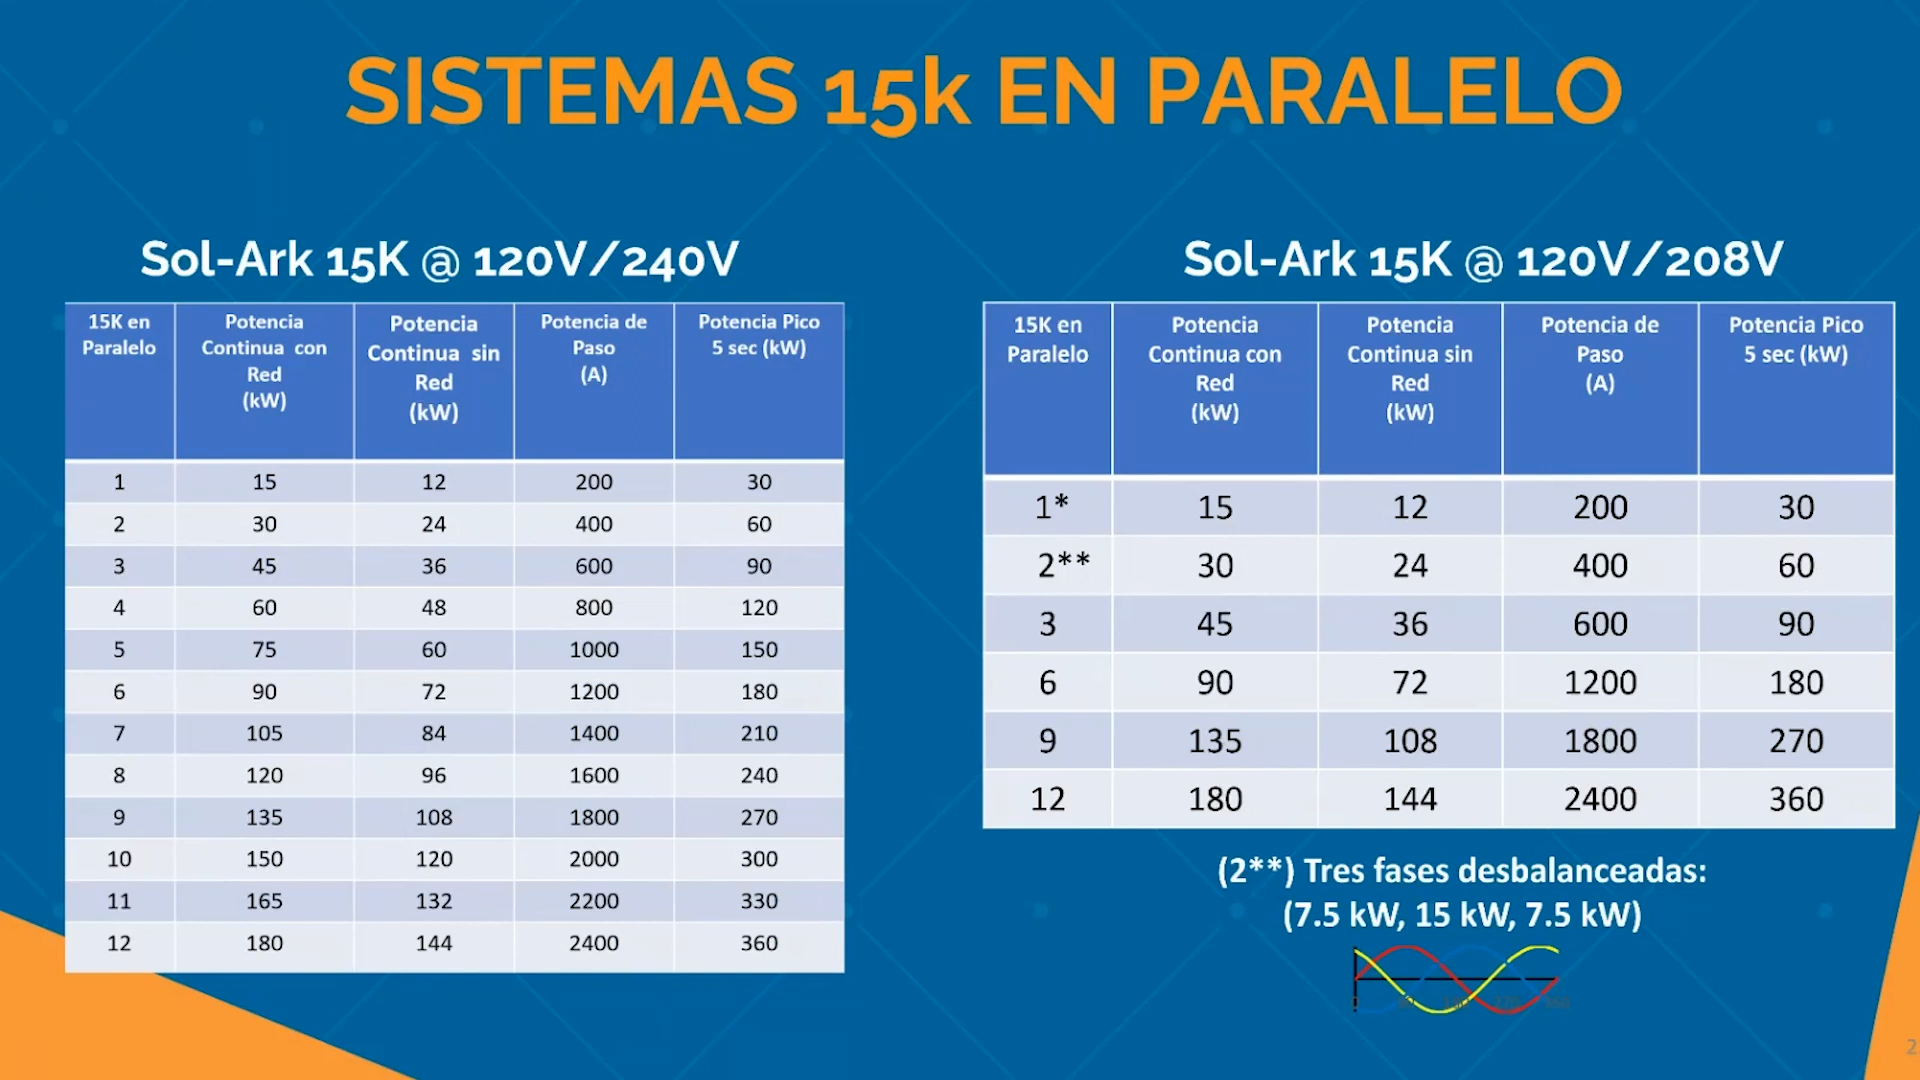 SISTEMAS 15k EN PARALELO
Sol-Ark 15K @ 120V/240V
15K en Paralelo | Potencia Continua con Red (kW) | Potencia Continua sin Red (kW) | Potencia de Paso (A) | Potencia Pico 5 sec (kW)
1 15 12 200 30
2 30 24 400 60
3 45 36 600 90
4 60 48 800 120
5 75 60 1000 150
6 90 72 1200 180
7 105 84 1400 210
8 120 96 1600 240
9 135 108 1800 270
10 150 120 2000 300
11 165 132 2200 330
12 180 144 2400 360
Sol-Ark 15K @ 120V/208V
15K en Paralelo | Potencia Continua con Red (kW) | Potencia Continua sin Red (kW) | Potencia de Paso (A) | Potencia Pico 5 sec (kW)
1* 15 12 200 30
2** 30 24 400 60
3 45 36 600 90
6 90 72 1200 180
9 135 108 1800 270
12 180 144 2400 360
(2**) Tres fases desbalanceadas:
(7.5 kW, 15 kW, 7.5 kW)